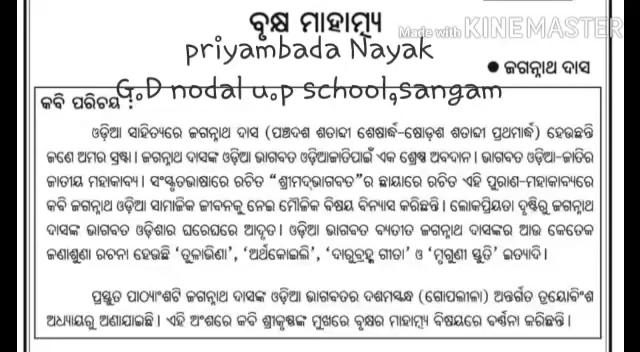 ବୃକ୍ଷ ମାହାତ୍ମ୍ୟ
Made with KINEMASTER
priyambada Nayak
● ଜଗନ୍ନାଥ ଦାସ
G.D nodal u.p school,sangam
କବି ପରିଚୟ :
ଓଡ଼ିଆ ସାହିତ୍ୟରେ ଜଗନ୍ନାଥ ଦାସ (ପଞ୍ଚଦଶ ଶତାବ୍ଦୀ ଶେଷାର୍ଦ୍ଧ-ଷୋଡ଼ଶ ଶତାବ୍ଦୀ ପ୍ରଥମାର୍ଦ୍ଧ) ହେଉଛନ୍ତି
ଜଣେ ଅମର ସ୍ରଷ୍ଟା । ଜଗନ୍ନାଥ ଦାସଙ୍କ ଓଡ଼ିଆ ଭାଗବତ ଓଡ଼ିଆଜାତିପାଇଁ ଏକ ଶ୍ରେଷ୍ଠ ଅବଦାନ । ଭାଗବତ ଓଡ଼ିଆ-ଜାତିର
ଜାତୀୟ ମହାକାବ୍ୟ । ସଂସ୍କୃତଭାଷାରେ ରଚିତ “ଶ୍ରୀମଦ୍‌ଭାଗବତ”ର ଛାୟାରେ ରଚିତ ଏହି ପୁରାଣ-ମହାକାବ୍ୟରେ
କବି ଜଗନ୍ନାଥ ଓଡ଼ିଆ ସାମାଜିକ ଜୀବନକୁ ନେଇ ମୌଳିକ ବିଷୟ ବିନ୍ୟାସ କରିଛନ୍ତି । ଲୋକପ୍ରିୟତା ଦୃଷ୍ଟିରୁ ଜଗନ୍ନାଥ
ଦାସଙ୍କ ଭାଗବତ ଓଡ଼ିଶାର ଘରେଘରେ ଆଦୃତ । ଓଡ଼ିଆ ଭାଗବତ ବ୍ୟତୀତ ଜଗନ୍ନାଥ ଦାସଙ୍କର ଆଉ କେତେକ
ଜଣାଶୁଣା ରଚନା ହେଉଛି ‘ତୁଳାଭିଣା’, ‘ଅର୍ଥକୋଇଲି’, ‘ଦାରୁବ୍ରହ୍ମ ଗୀତା’ ଓ ‘ମୃଗୁଣୀ ସ୍ତୁତି’ ଇତ୍ୟାଦି ।
ପ୍ରସ୍ତୁତ ପାଠ୍ୟାଂଶଟି ଜଗନ୍ନାଥ ଦାସଙ୍କ ଓଡ଼ିଆ ଭାଗବତର ଦଶମସ୍କନ୍ଧ (ଗୋପଲୀଳା) ଅନ୍ତର୍ଗତ ତ୍ରୟୋବିଂଶ
ଅଧ୍ୟାୟରୁ ଅଣାଯାଇଛି । ଏହି ଅଂଶରେ କବି ଶ୍ରୀକୃଷ୍ଣଙ୍କ ମୁଖରେ ବୃକ୍ଷର ମାହାତ୍ମ୍ୟ ବିଷୟରେ ବର୍ଣ୍ଣନା କରିଛନ୍ତି ।